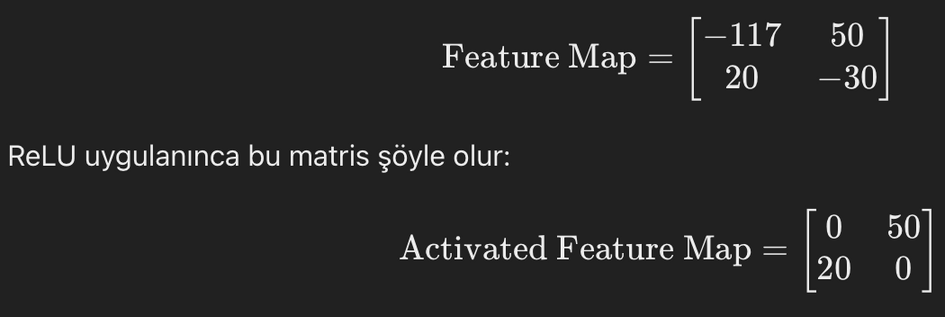 Feature Map = [−117 50
20 −30]
ReLU uygulanınca bu matris şöyle olur:
Activated Feature Map = [0 50
20 0]